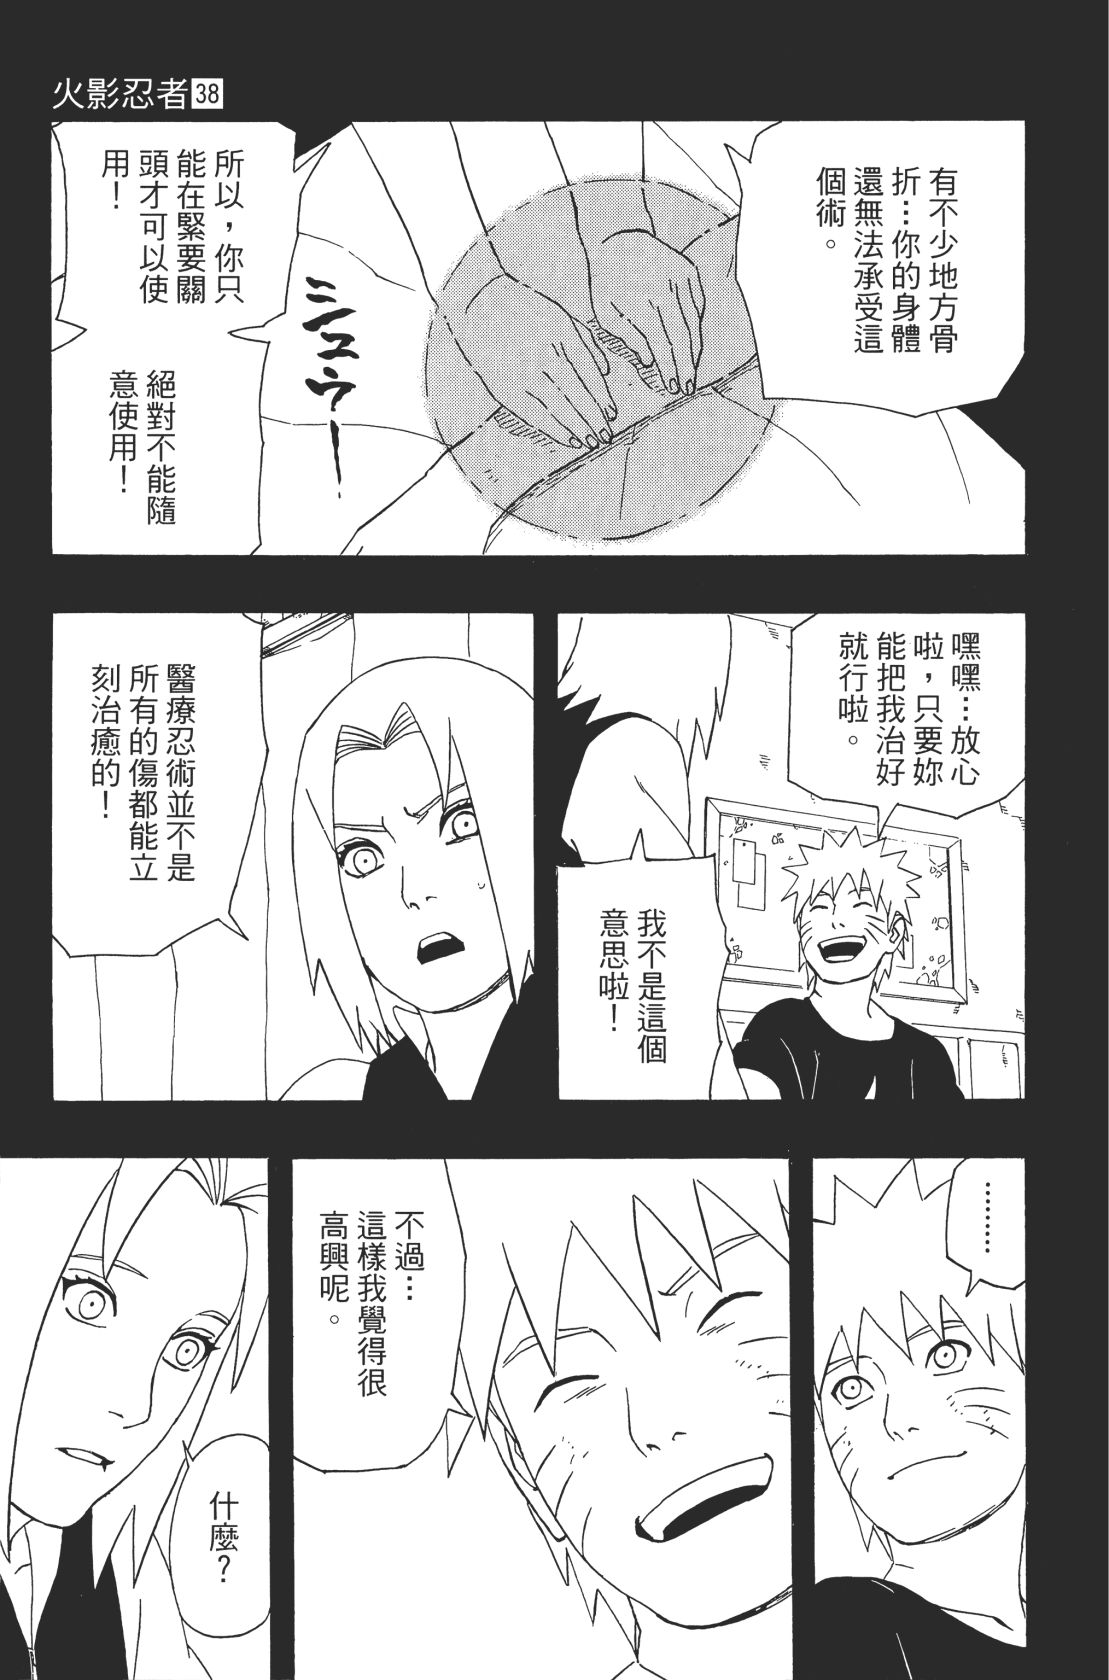 火影忍者38
有不少地方骨
折…你的身體
還無法承受這
個術。
所以，你只
能在緊要關
頭才可以使
用！
絕對不能隨
意使用！
シュウーー
嘿嘿…放心
啦，只要妳
能把我治好
就行啦。
我不是這個
意思啦！
醫療忍術並不是
所有的傷都能立
刻治癒的！
………
不過…
這樣我覺得很
高興呢。
什麼？